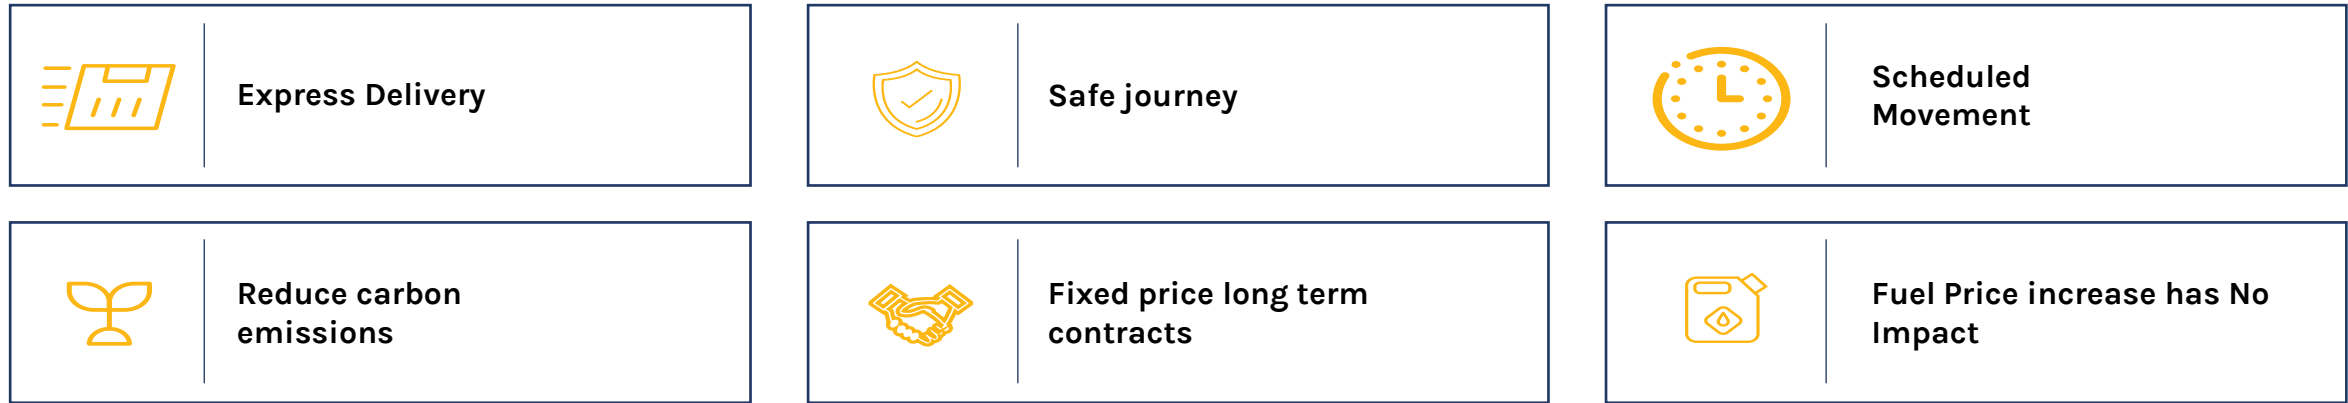 Express Delivery
Safe journey
Scheduled
Movement
Reduce carbon
emissions
Fixed price long term
contracts
Fuel Price increase has No
Impact